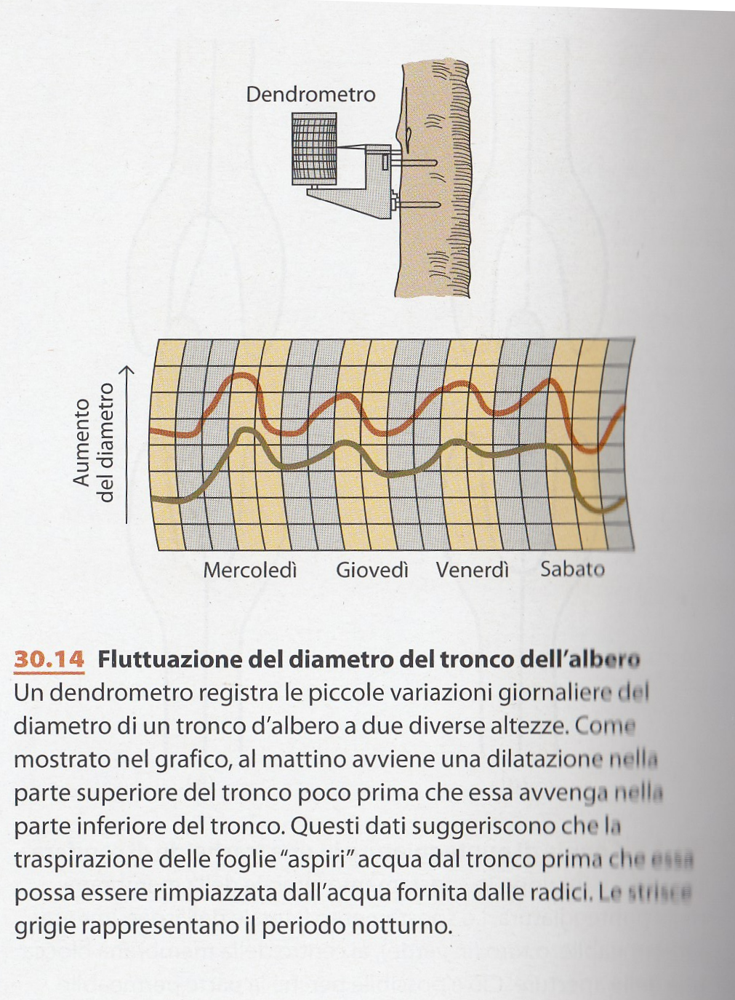 Dendrometro
Aumento
del diametro
Mercoledì Giovedì Venerdì Sabato
30.14 Fluttuazione del diametro del tronco dell'albero
Un dendrometro registra le piccole variazioni giornaliere del
diametro di un tronco d'albero a due diverse altezze. Come
mostrato nel grafico, al mattino avviene una dilatazione nella
parte superiore del tronco poco prima che essa avvenga nella
parte inferiore del tronco. Questi dati suggeriscono che la
traspirazione delle foglie “aspiri” acqua dal tronco prima che essa
possa essere rimpiazzata dall'acqua fornita dalle radici. Le strisce
grigie rappresentano il periodo notturno.